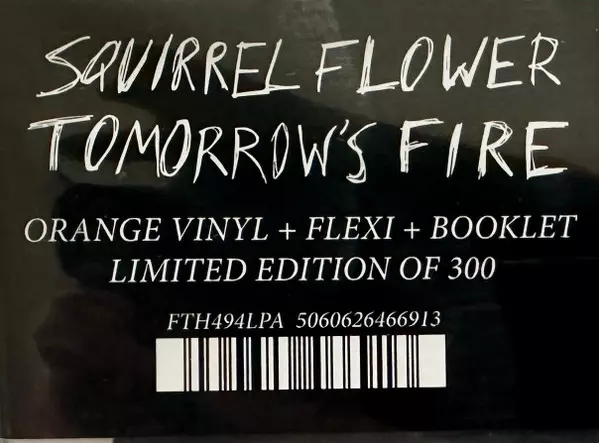 SQUIRREL FLOWER
TOMORROW'S FIRE
ORANGE VINYL + FLEXI + BOOKLET
LIMITED EDITION OF 300
FTH494LPA 5060626466913